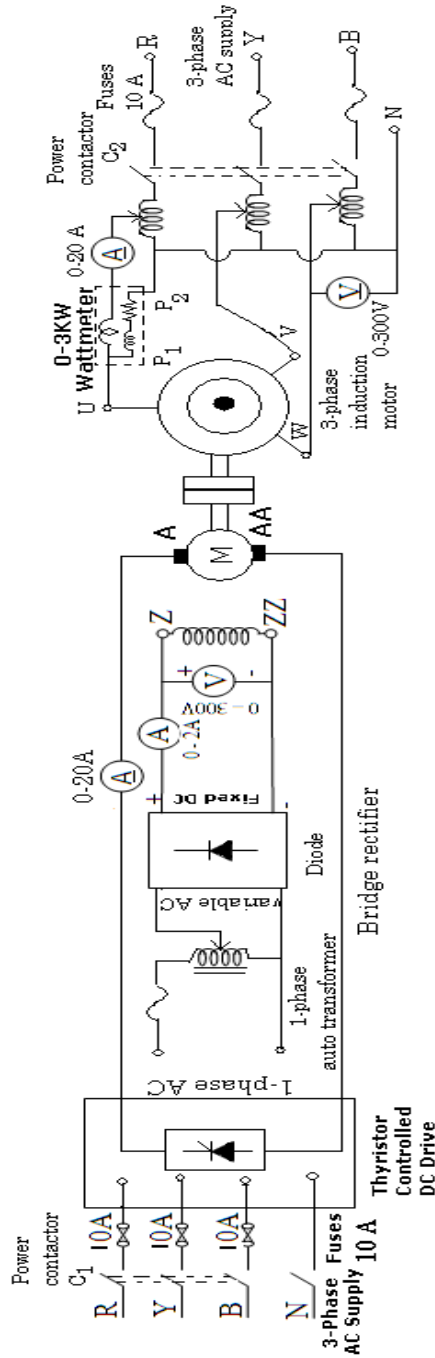 Power
contactor
C1
R
Y
B
N
10A
10A
10A
3-Phase
AC Supply
Fuses
10 A
Thyristor
Controlled
DC Drive
1-phase AC
1-phase
auto transformer
variable AC
Diode
Fixed DC
+
-
Bridge rectifier
0-20A
A
A
0-2A
V
0 – 300V
+
-
Z
ZZ
A
M
AA
U
V
W
0-3KW
Wattmeter
P1
P2
0-20 A
A
3-phase
induction
motor
V
0-300V
Power
contactor
C2
Fuses
10 A
3-phase
AC supply
R
Y
B
N